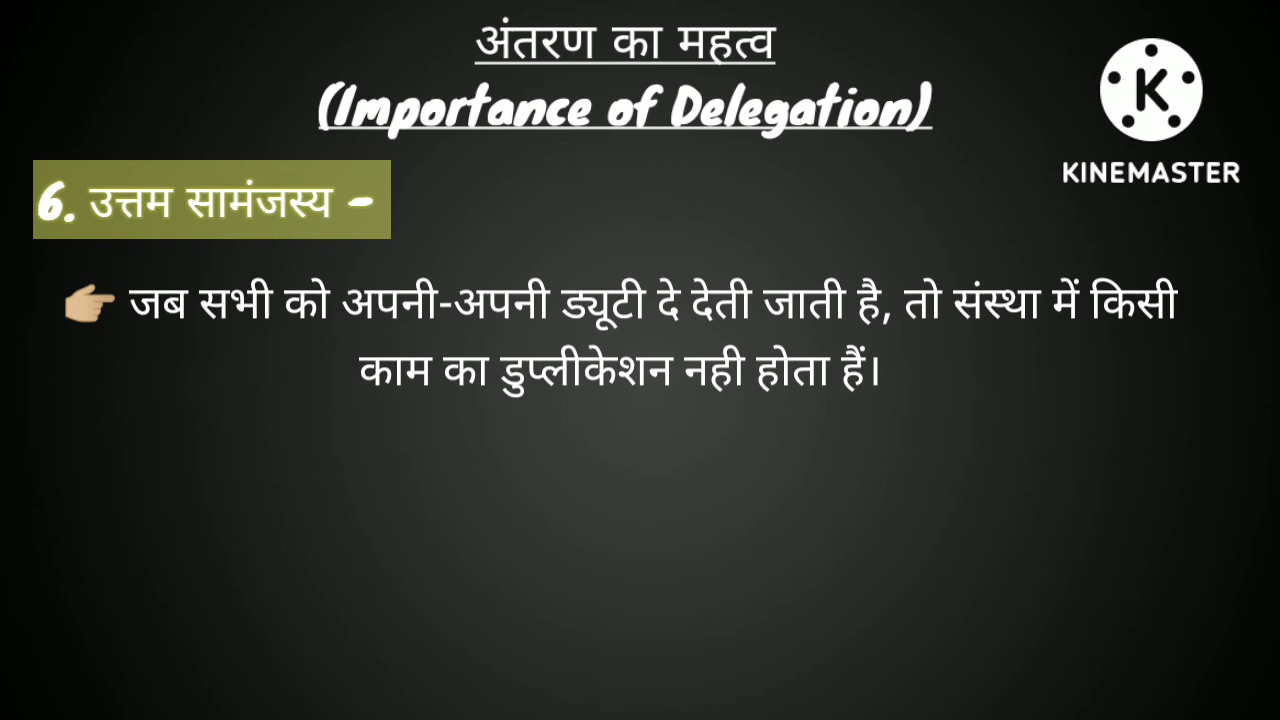 अंतरण का महत्व
(Importance of Delegation)
K
KINEMASTER
6. उत्तम सामंजस्य -
👉🏼 जब सभी को अपनी-अपनी ड्यूटी दे देती जाती है, तो संस्था में किसी
काम का डुप्लीकेशन नही होता हैं।